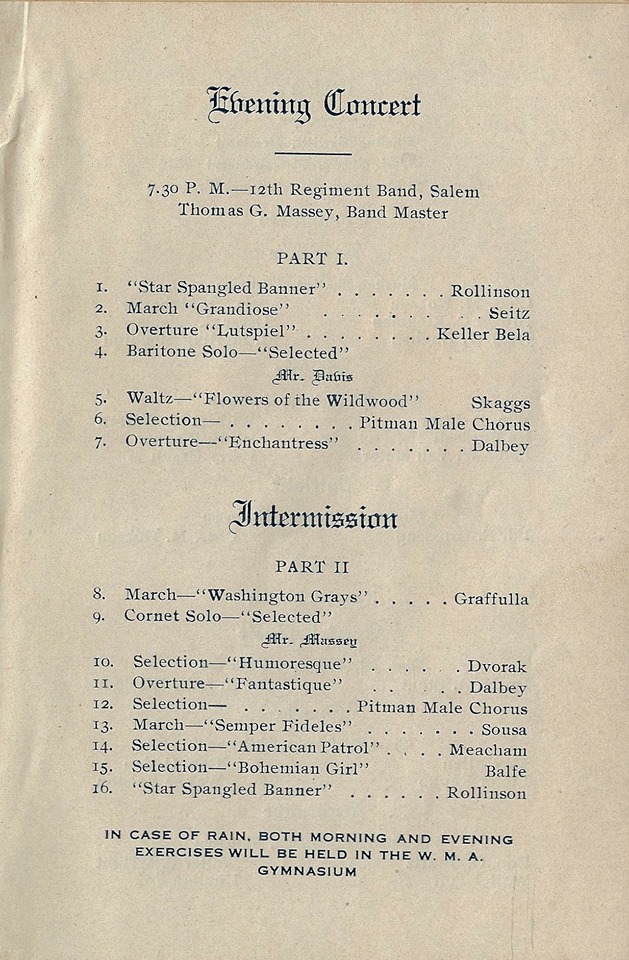 Evening Concert
7.30 P. M.—12th Regiment Band, Salem
Thomas G. Massey, Band Master
PART I.
1. "Star Spangled Banner" . . . . . . . Rollinson
2. March "Grandiose" . . . . . . . Seitz
3. Overture "Lutspiel" . . . . . . . . Keller Bela
4. Baritone Solo—"Selected"
Mr. Davis
5. Waltz—"Flowers of the Wildwood" Skaggs
6. Selection— . . . . . . . . Pitman Male Chorus
7. Overture—"Enchantress" . . . . . . . Dalbey
Intermission
PART II
8. March—"Washington Grays" . . . . . Graffulla
9. Cornet Solo—"Selected"
Mr. Massey
10. Selection—"Humoresque" . . . . . . Dvorak
11. Overture—"Fantastique" . . . . . Dalbey
12. Selection— . . . . . . . Pitman Male Chorus
13. March—"Semper Fideles" . . . . . . . Sousa
14. Selection—"American Patrol" . . . . Meacham
15. Selection—"Bohemian Girl" Balfe
16. "Star Spangled Banner" . . . . . . Rollinson
IN CASE OF RAIN, BOTH MORNING AND EVENING
EXERCISES WILL BE HELD IN THE W. M. A.
GYMNASIUM